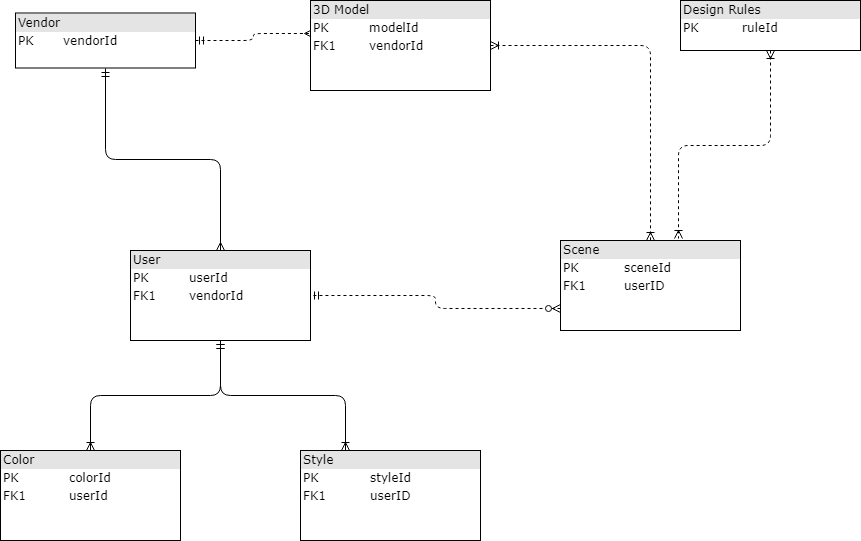 Vendor
PK vendorId
3D Model
PK modelId
FK1 vendorId
Design Rules
PK ruleId
User
PK userId
FK1 vendorId
Scene
PK sceneId
FK1 userID
Color
PK colorId
FK1 userId
Style
PK styleId
FK1 userID